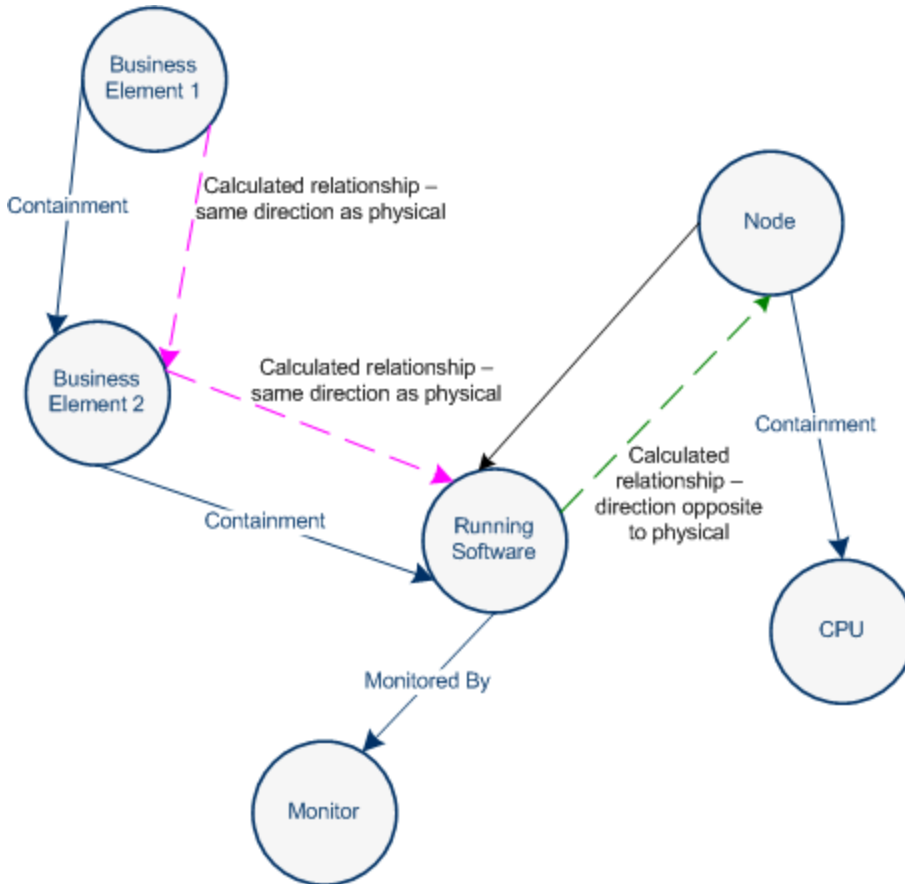 Business
Element 1
Calculated relationship –
same direction as physical
Containment
Node
Calculated relationship –
same direction as physical
Business
Element 2
Containment
Calculated
relationship –
direction opposite
to physical
Containment
Running
Software
CPU
Monitored By
Monitor